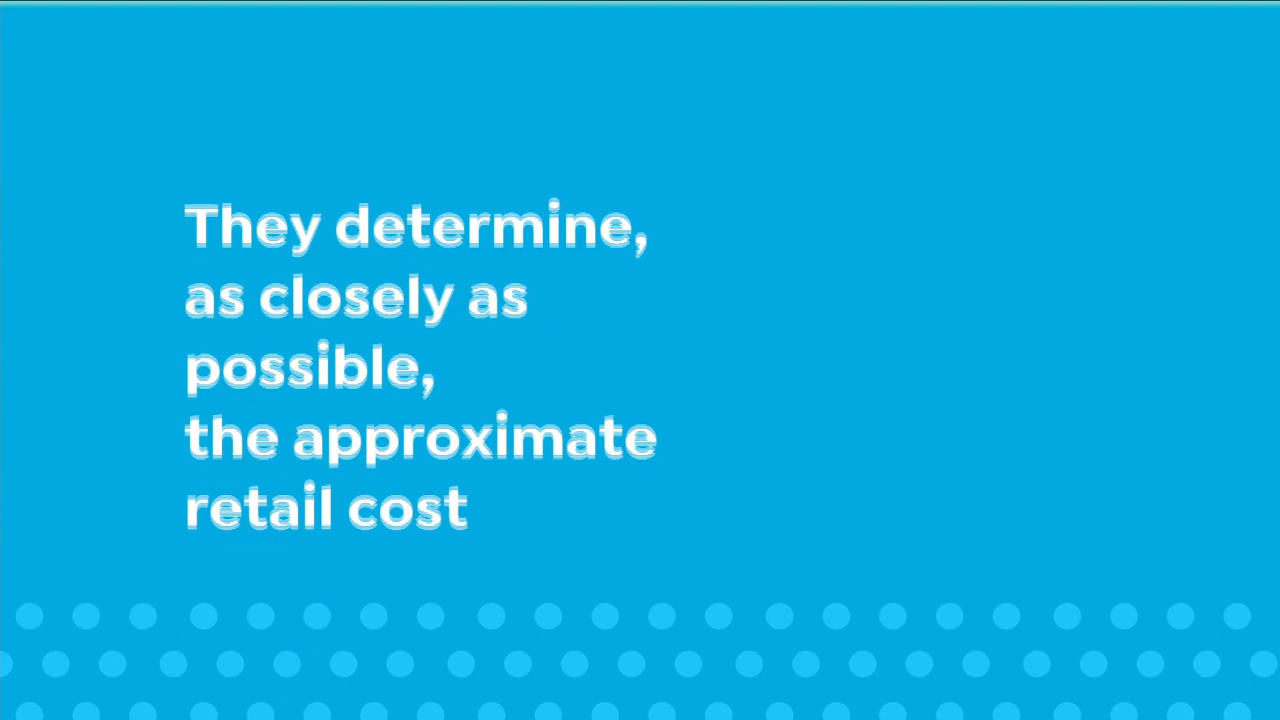 They determine,
as closely as
possible,
the approximate
retail cost